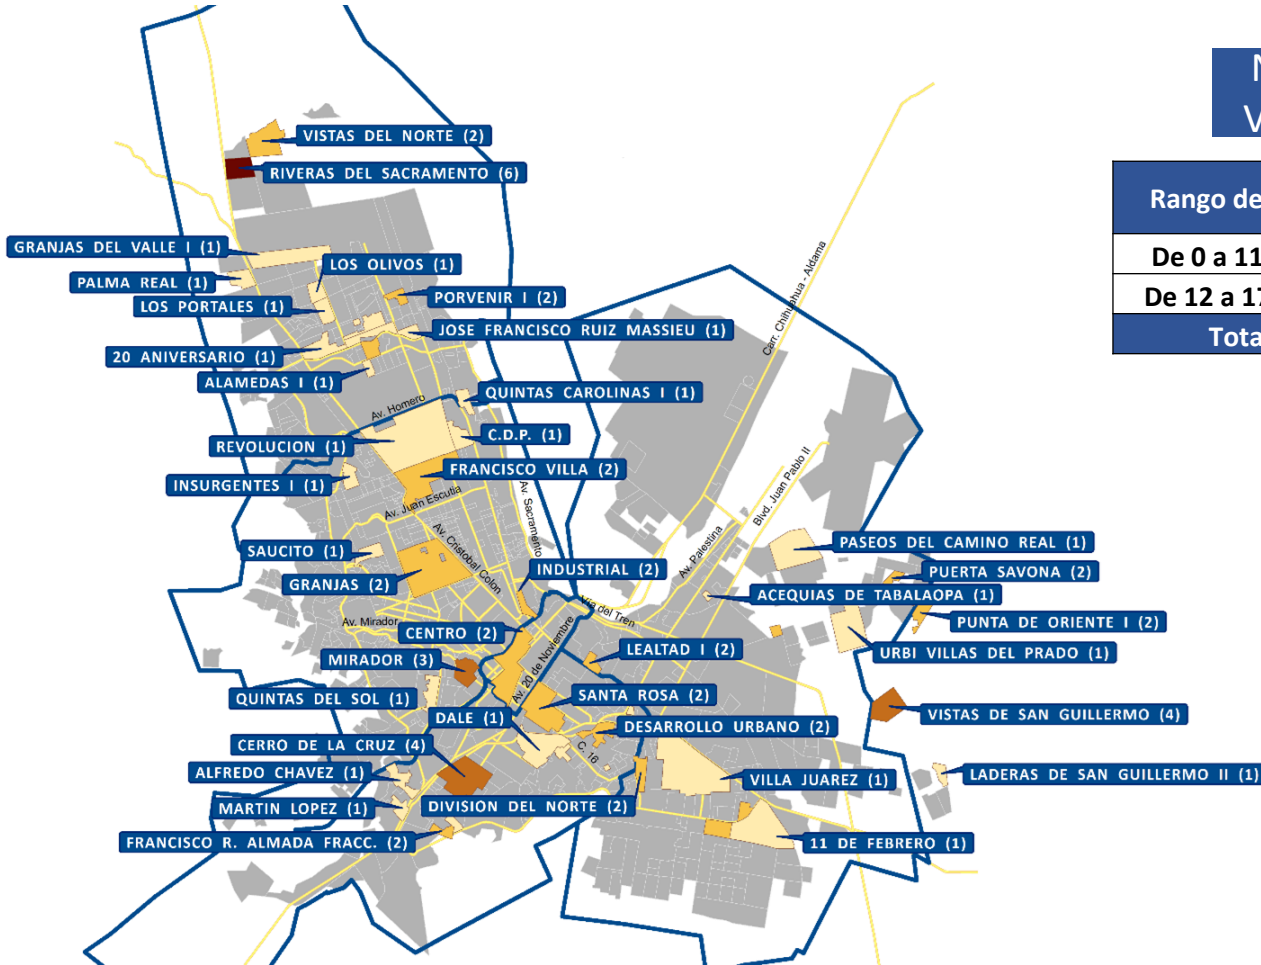 N
V
Rango de
De 0 a 11
De 12 a 17
Tota
VISTAS DEL NORTE (2)
RIVERAS DEL SACRAMENTO (6)
GRANJAS DEL VALLE I (1)
LOS OLIVOS (1)
PALMA REAL (1)
PORVENIR I (2)
LOS PORTALES (1)
JOSE FRANCISCO RUIZ MASSIEU (1)
20 ANIVERSARIO (1)
ALAMEDAS I (1)
QUINTAS CAROLINAS I (1)
Av. Homero
C.D.P. (1)
REVOLUCION (1)
FRANCISCO VILLA (2)
INSURGENTES I (1)
Av. Juan Escutia
Av. Sacramento
Av. Cristobal Colon
Carr. Chihuahua - Aldama
Blvd. Juan Pablo II
Av. Palestina
SAUCITO (1)
GRANJAS (2)
INDUSTRIAL (2)
PASEOS DEL CAMINO REAL (1)
PUERTA SAVONA (2)
ACEQUIAS DE TABALAOPA (1)
Via del Tren
PUNTA DE ORIENTE I (2)
Av. Mirador
CENTRO (2)
LEALTAD I (2)
URBI VILLAS DEL PRADO (1)
MIRADOR (3)
Av. 20 de Noviembre
QUINTAS DEL SOL (1)
SANTA ROSA (2)
DALE (1)
DESARROLLO URBANO (2)
VISTAS DE SAN GUILLERMO (4)
CERRO DE LA CRUZ (4)
C. 16
ALFREDO CHAVEZ (1)
VILLA JUAREZ (1)
LADERAS DE SAN GUILLERMO II (1)
MARTIN LOPEZ (1)
DIVISION DEL NORTE (2)
FRANCISCO R. ALMADA FRACC. (2)
11 DE FEBRERO (1)